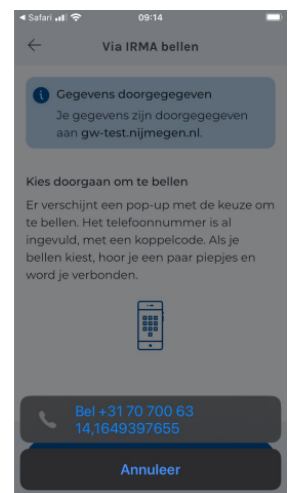 Safari 09:14
Via IRMA bellen
Gegevens doorgegeven
Je gegevens zijn doorgegegeven
aan gw-test.nijmegen.nl.
Kies doorgaan om te bellen
Er verschijnt een pop-up met de keuze om
te bellen. Het telefoonnummer is al
ingevuld, met een koppelcode. Als je
bellen kiest, hoor je een paar piepjes en
word je verbonden.
Bel +31 70 700 63
14,1649397655
Annuleer